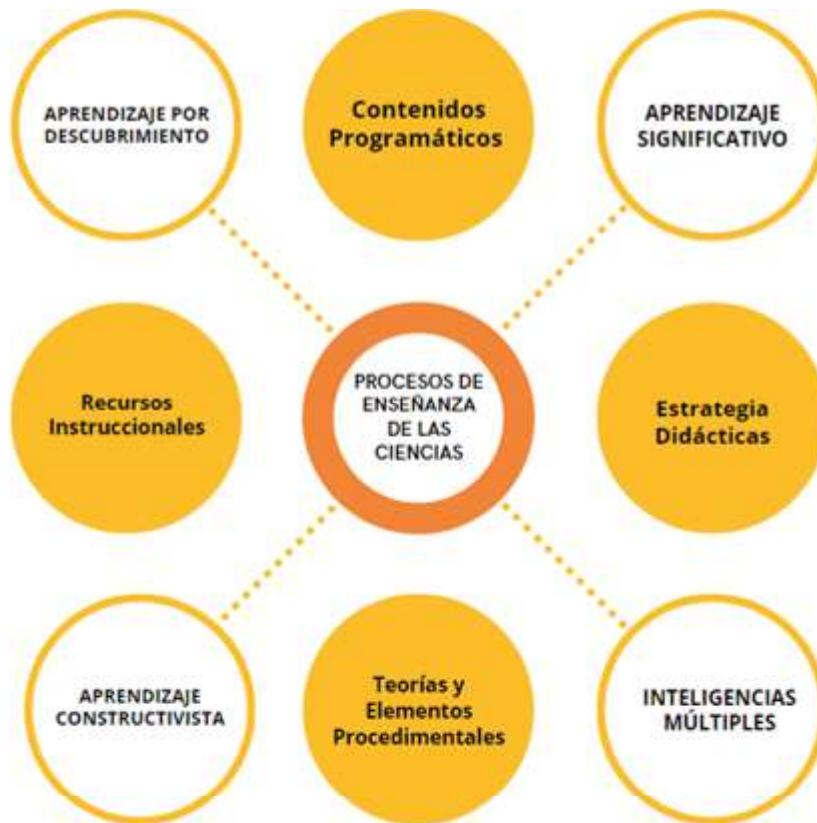 APRENDIZAJE POR
DESCUBRIMIENTO
Contenidos
Programáticos
APRENDIZAJE
SIGNIFICATIVO
Recursos
Instruccionales
PROCESOS DE
ENSEÑANZA
DE LAS
CIENCIAS
Estrategia
Didácticas
APRENDIZAJE
CONSTRUCTIVISTA
Teorías y
Elementos
Procedimentales
INTELIGENCIAS
MÚLTIPLES